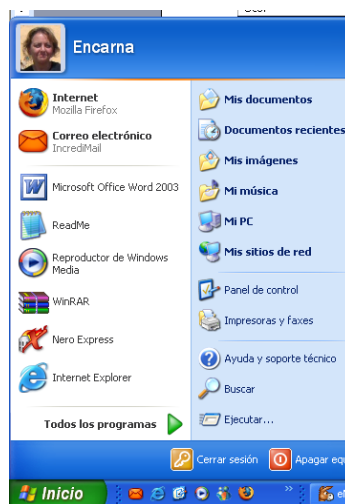 Encarna
Internet
Mozilla Firefox
Correo electrónico
IncrediMail
Microsoft Office Word 2003
ReadMe
Reproductor de Windows
Media
WinRAR
Nero Express
Internet Explorer
Todos los programas
Mis documentos
Documentos recientes
Mis imágenes
Mi música
Mi PC
Mis sitios de red
Panel de control
Impresoras y faxes
Ayuda y soporte técnico
Buscar
Ejecutar...
Cerrar sesión
Apagar equ
Inicio